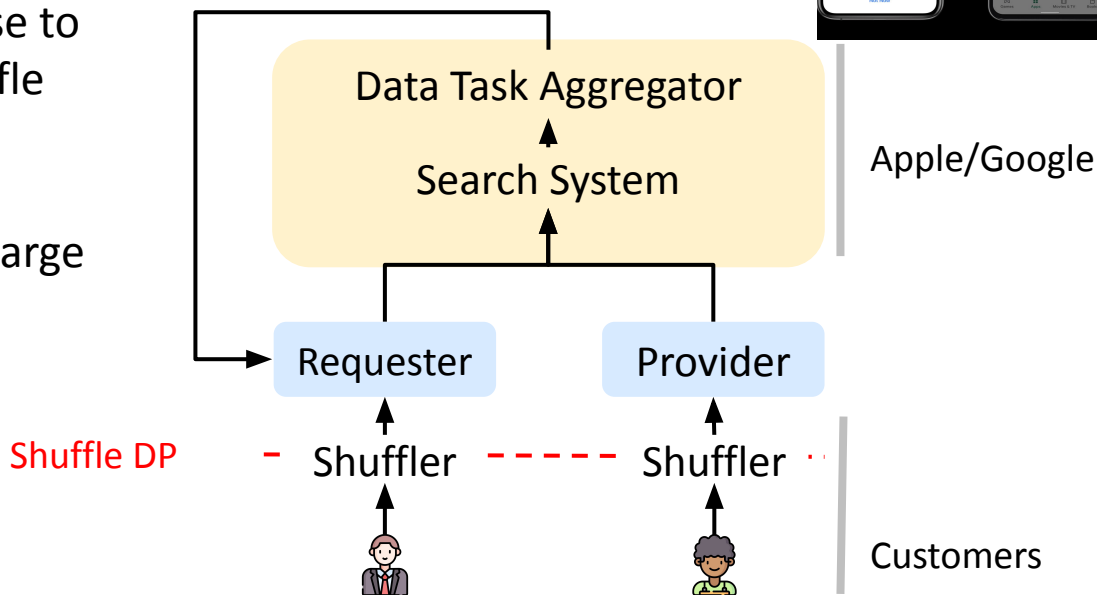 se to
fle
arge
Data Task Aggregator
Search System
Apple/Google
Requester
Provider
Shuffle DP
Shuffler
Shuffler
Customers